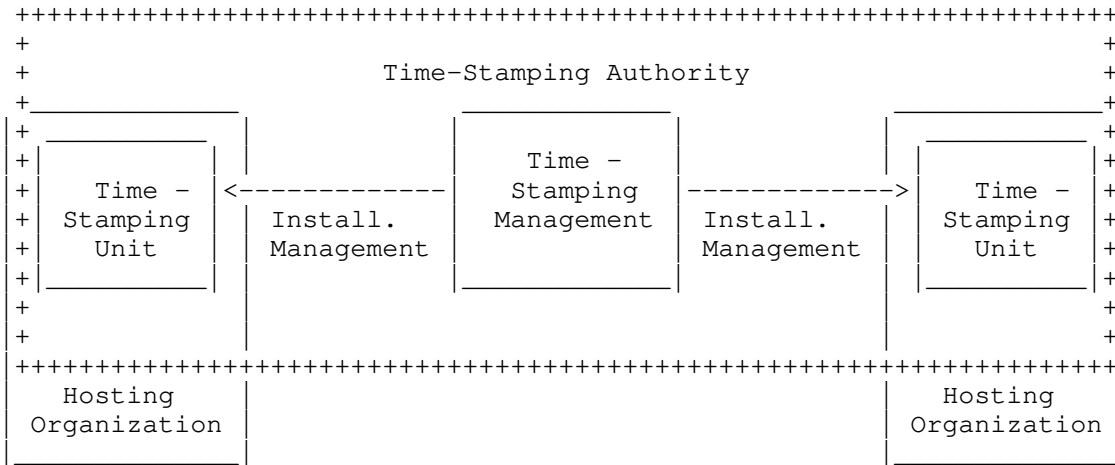 Time-Stamping Authority
Time -
Time - Stamping Time -
Stamping Install. Management Install. Stamping
Unit Management Management Unit
Hosting Hosting
Organization Organization